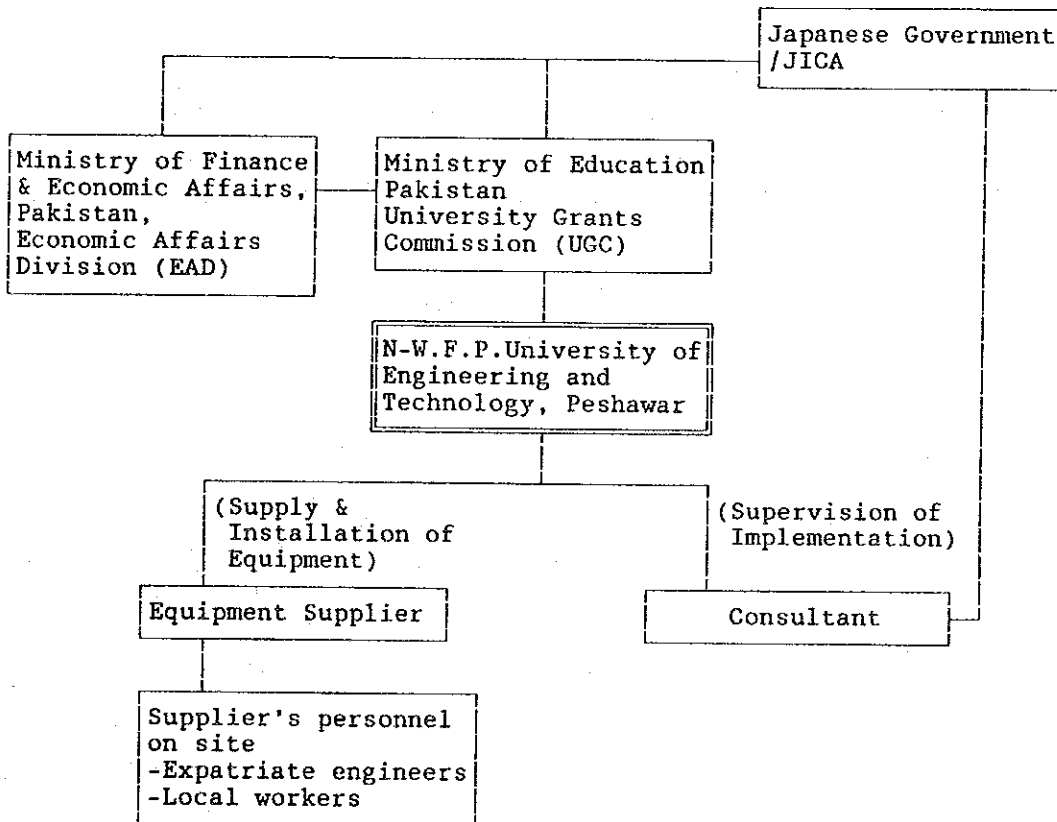 Japanese Government
/JICA
Ministry of Finance
& Economic Affairs,
Pakistan,
Economic Affairs
Division (EAD)
Ministry of Education
Pakistan
University Grants
Commission (UGC)
N-W.F.P.University of
Engineering and
Technology, Peshawar
(Supply &
Installation of
Equipment)
(Supervision of
Implementation)
Equipment Supplier
Consultant
Supplier's personnel
on site
-Expatriate engineers
-Local workers